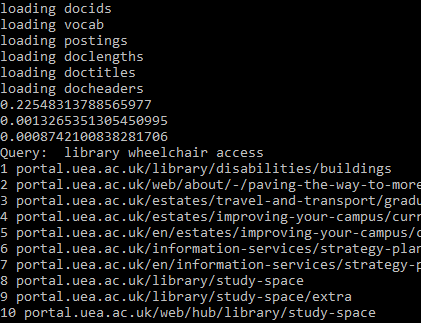 loading docids
loading vocab
loading postings
loading doclengths
loading doctitles
loading docheaders
0.22548313788565977
0.0013265351305450995
0.0008742100838281706
Query:  library wheelchair access
1 portal.uea.ac.uk/library/disabilities/buildings
2 portal.uea.ac.uk/web/about/-/paving-the-way-to-more
3 portal.uea.ac.uk/estates/travel-and-transport/gradu
4 portal.uea.ac.uk/estates/improving-your-campus/curr
5 portal.uea.ac.uk/en/estates/improving-your-campus/c
6 portal.uea.ac.uk/information-services/strategy-plan
7 portal.uea.ac.uk/en/information-services/strategy-p
8 portal.uea.ac.uk/library/study-space
9 portal.uea.ac.uk/library/study-space/extra
10 portal.uea.ac.uk/web/hub/library/study-space